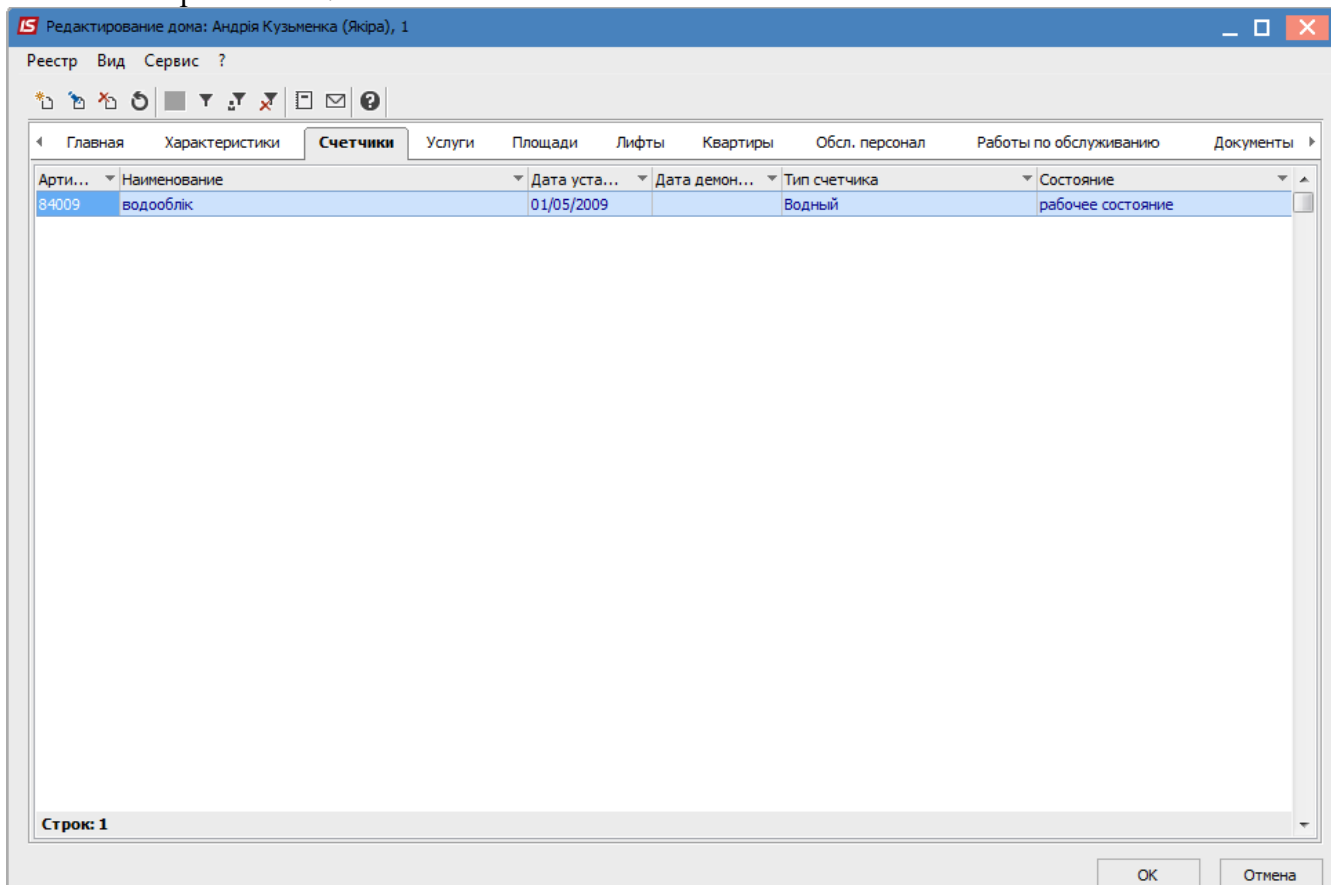 Редактирование дома: Андрія Кузьменка (Якіра), 1
Реестр Вид Сервис ?
Главная Характеристики Счетчики Услуги Площади Лифты Квартиры Обсл. персонал Работы по обслуживанию Документы
Арти... Наименование Дата уста... Дата демон... Тип счетчика Состояние
84009 водооблік 01/05/2009 Водный рабочее состояние
Строк: 1
OK Отмена